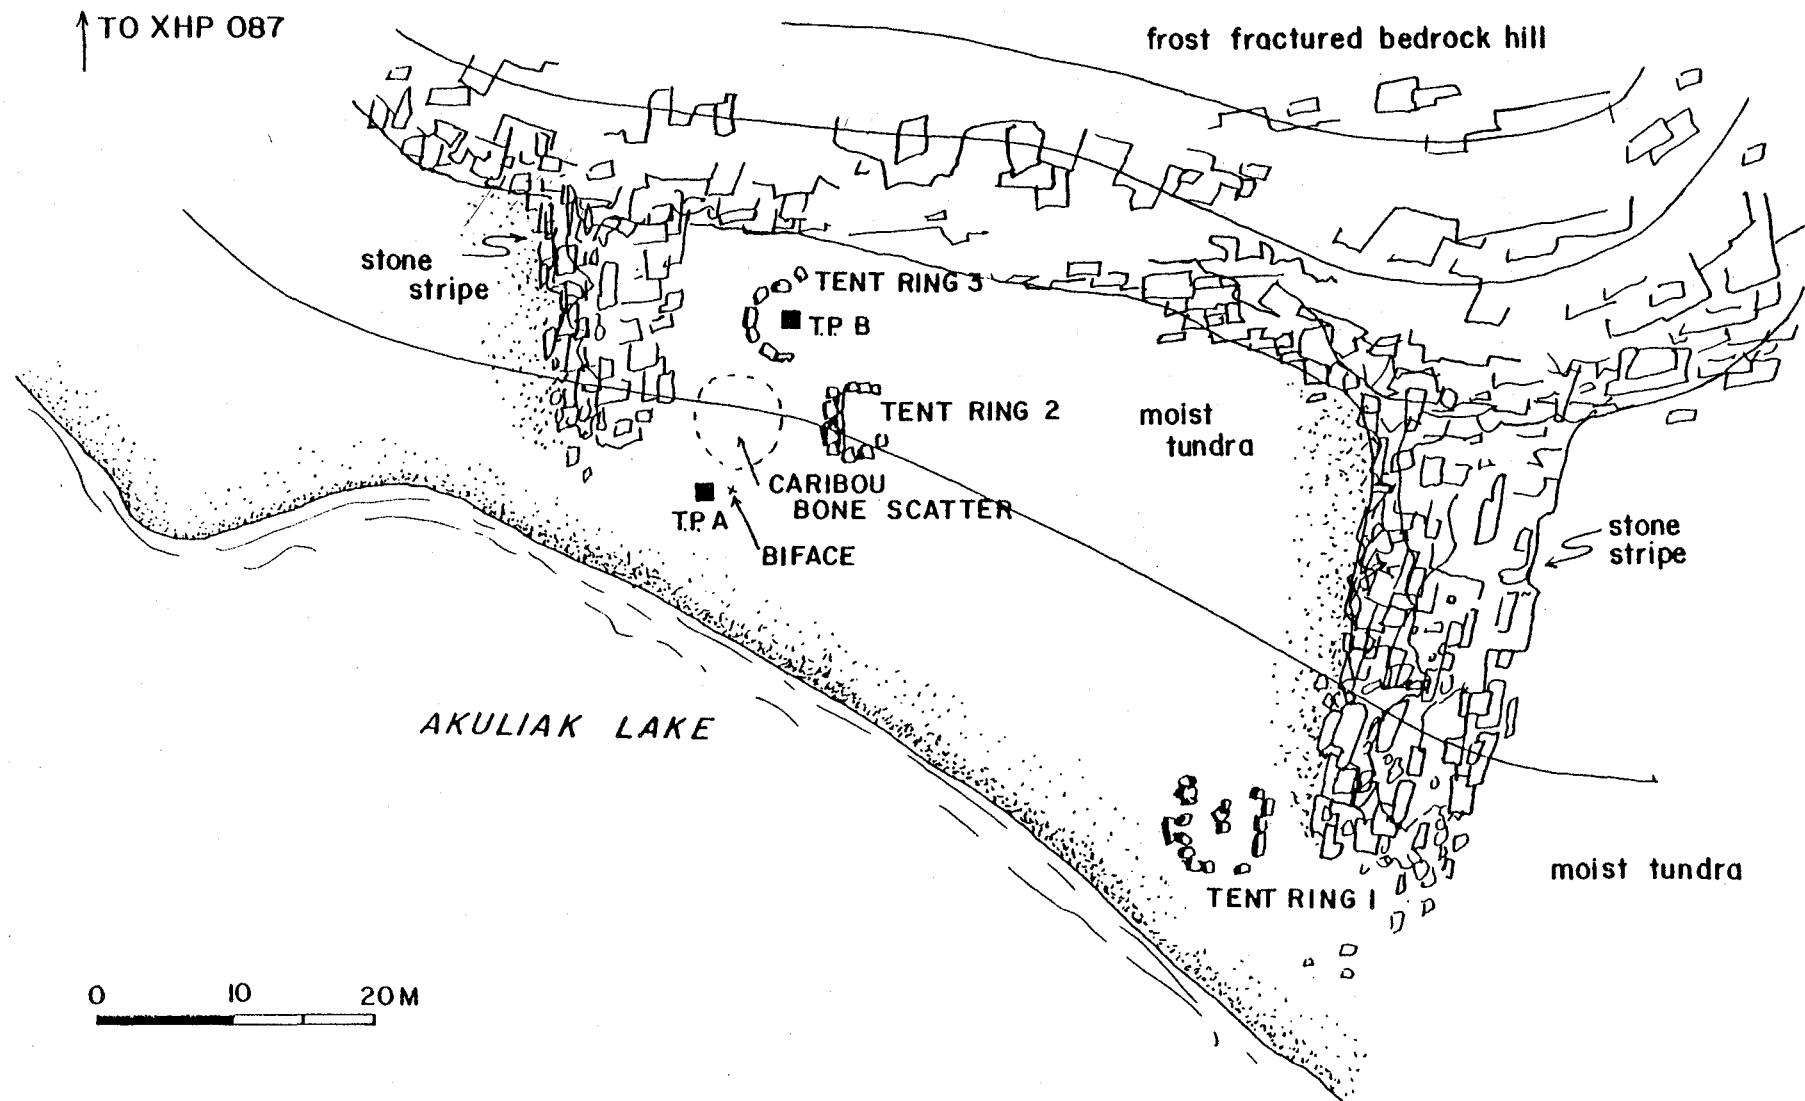 TO XHP 087
frost fractured bedrock hill
stone
stripe
TENT RING 3
T.P. B
TENT RING 2
moist
tundra
CARIBOU
BONE SCATTER
T.P. A
BIFACE
stone
stripe
AKULIAK LAKE
moist tundra
TENT RING 1
0 10 20 M